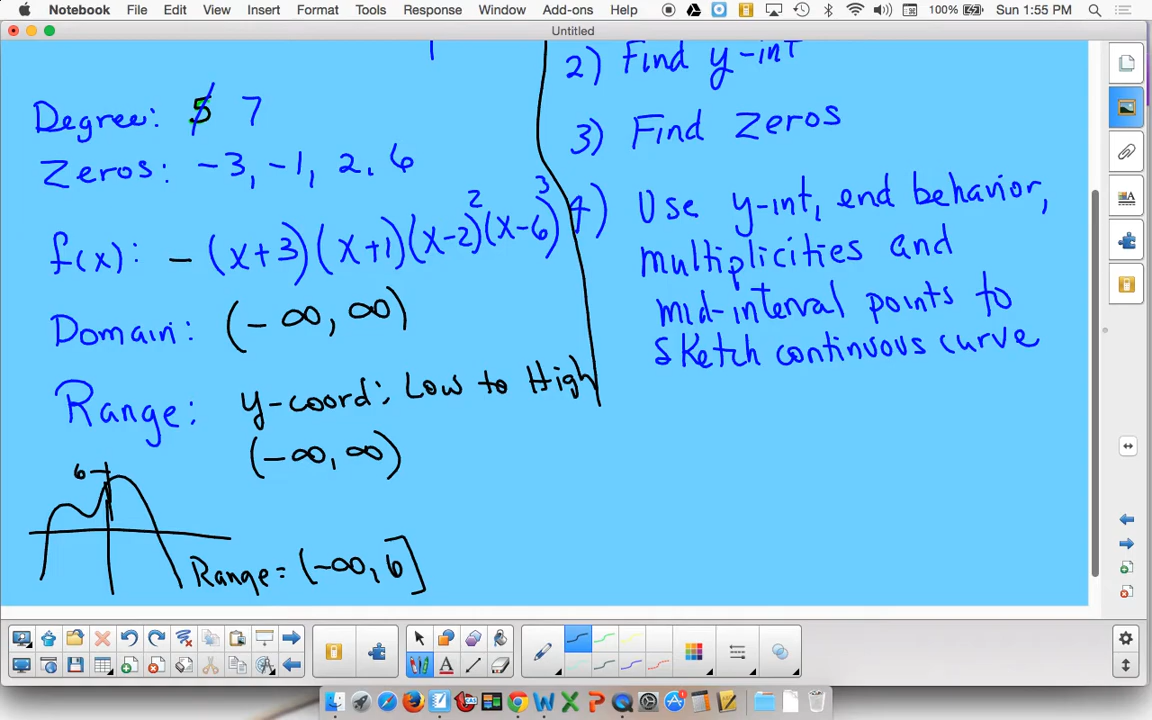 Notebook File Edit View Insert Format Tools Response Window Add-ons Help 100% Sun 1:55 PM
Untitled
Degree: 5 7
Zeros: -3, -1, 2, 6
f(x): -(x+3)(x+1)(x-2)²(x-6)³
Domain: (-∞, ∞)
Range: y-coord: Low to High
(-∞, ∞)
6
Range = (-∞, 6]
2) Find y-int
3) Find Zeros
4) Use y-int, end behavior,
multiplicities and
mid-interval points to
sketch continuous curve